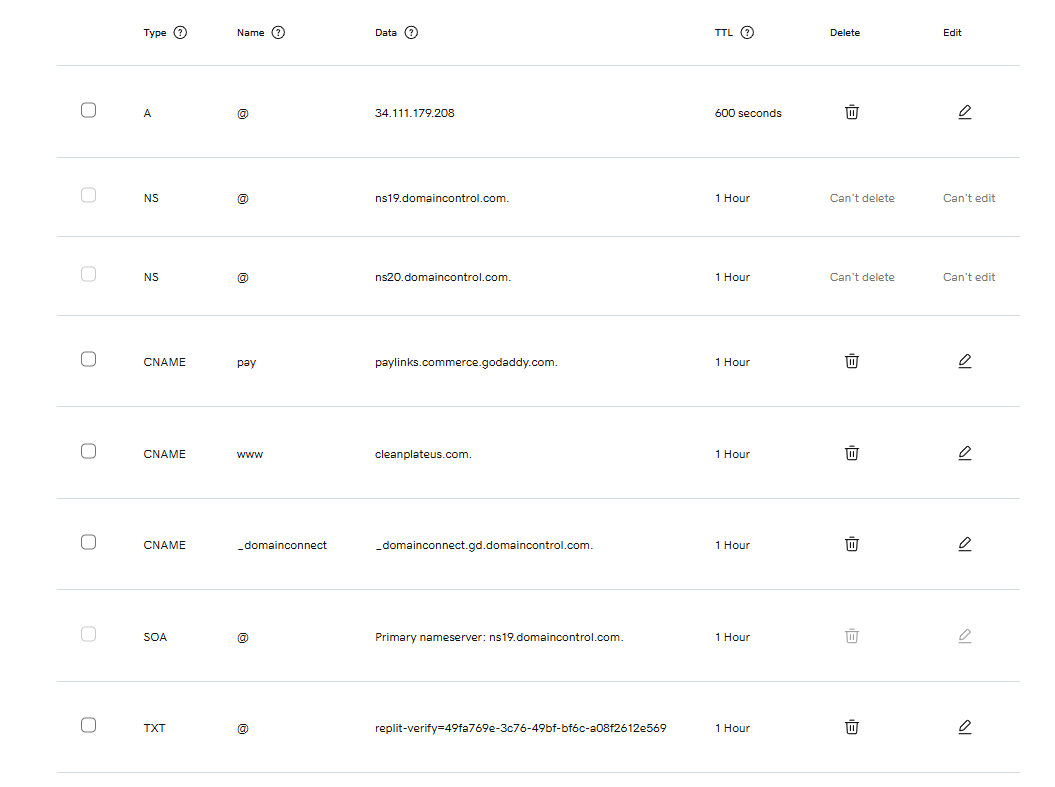 Type Name Data TTL Delete Edit
A @ 34.111.179.208 600 seconds
NS @ ns19.domaincontrol.com. 1 Hour Can't delete Can't edit
NS @ ns20.domaincontrol.com. 1 Hour Can't delete Can't edit
CNAME pay paylinks.commerce.godaddy.com. 1 Hour
CNAME www cleanplateus.com. 1 Hour
CNAME _domainconnect _domainconnect.gd.domaincontrol.com. 1 Hour
SOA @ Primary nameserver: ns19.domaincontrol.com. 1 Hour
TXT @ replit-verify=49fa769e-3c76-49bf-bf6c-a08f2612e569 1 Hour